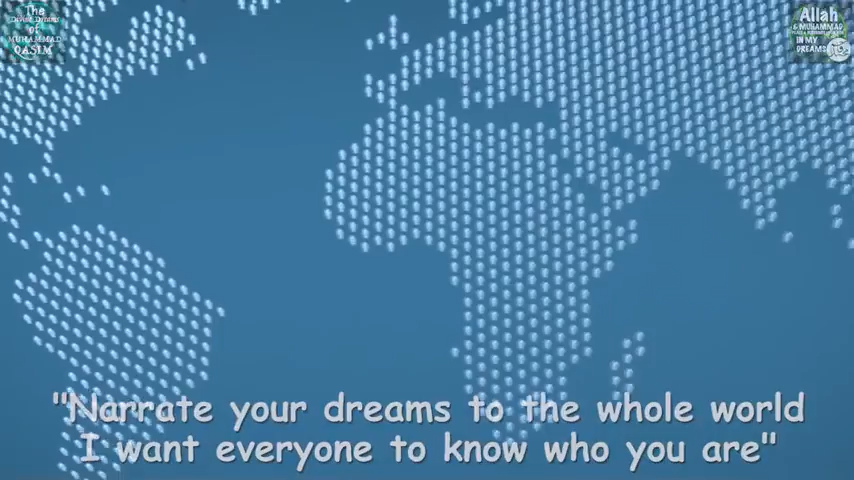 The
Divine Dreams
of
MUHAMMAD
QASIM
Allah
& MUHAMMAD
IN MY
DREAMS
"Narrate your dreams to the whole world
I want everyone to know who you are"